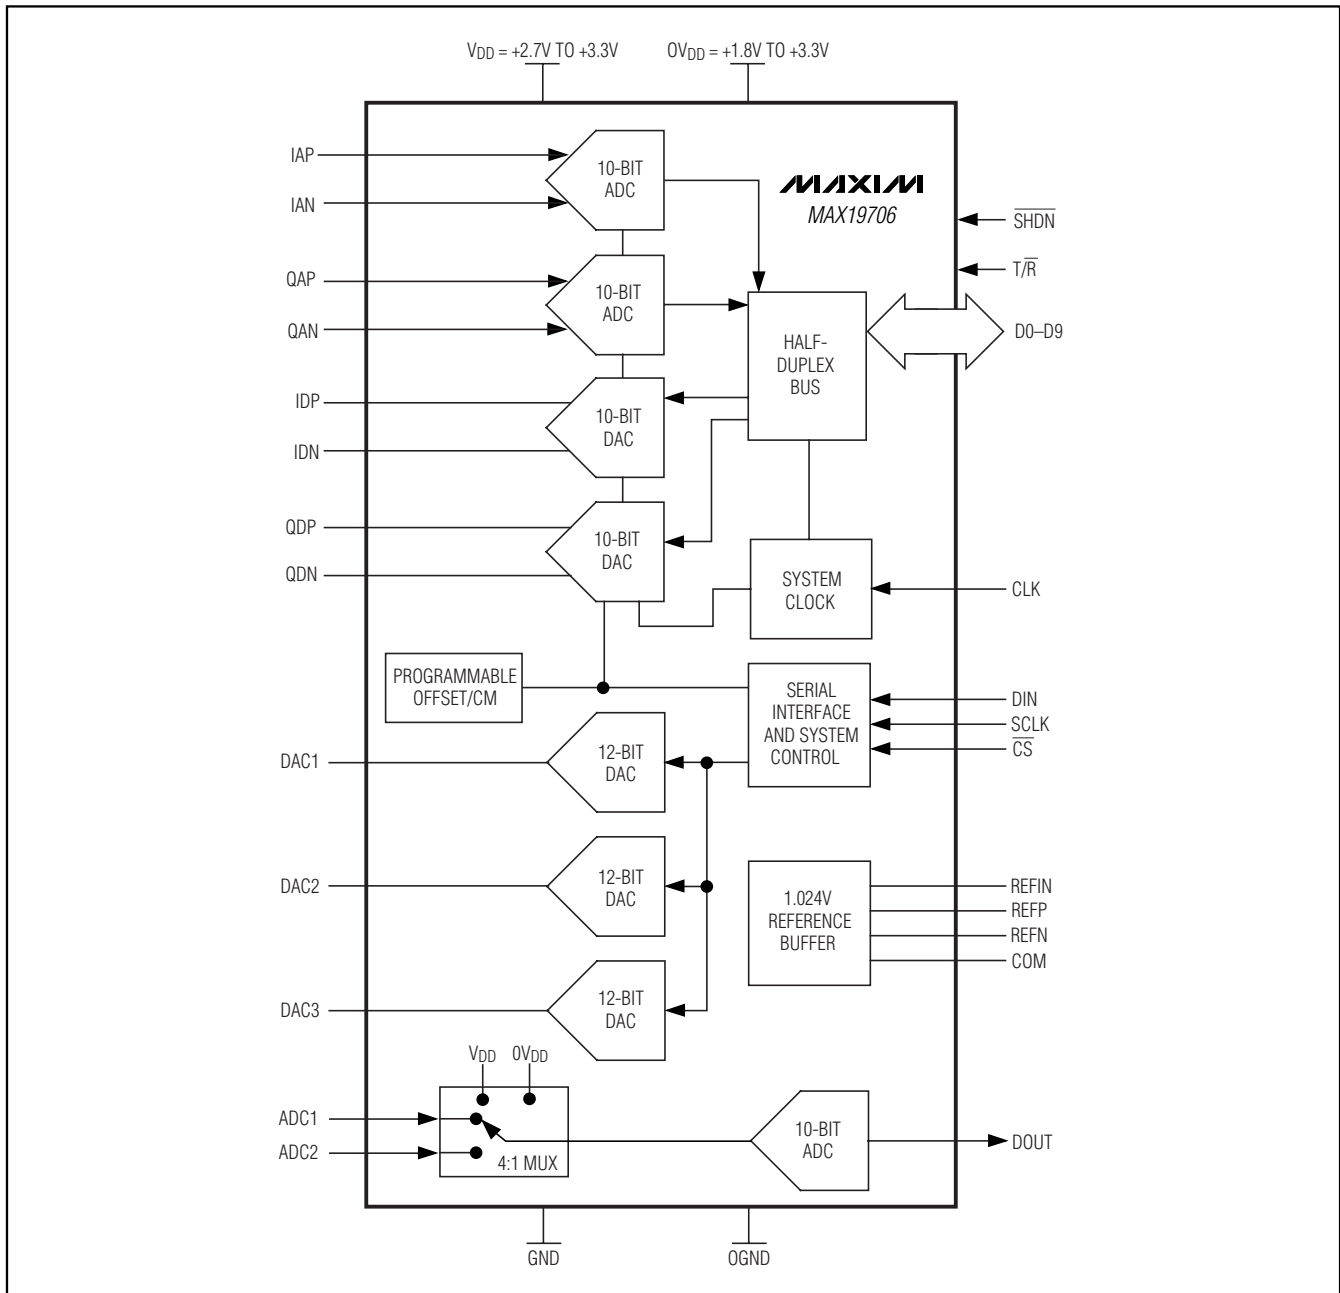 VDD = +2.7V TO +3.3V
OVDD = +1.8V TO +3.3V
IAP
IAN
10-BIT
ADC
MAXIM
MAX19706
SHDN
T/R
QAP
QAN
10-BIT
ADC
HALF-
DUPLEX
BUS
D0–D9
IDP
IDN
10-BIT
DAC
QDP
QDN
10-BIT
DAC
SYSTEM
CLOCK
CLK
PROGRAMMABLE
OFFSET/CM
SERIAL
INTERFACE
AND SYSTEM
CONTROL
DIN
SCLK
CS
DAC1
12-BIT
DAC
DAC2
12-BIT
DAC
1.024V
REFERENCE
BUFFER
REFIN
REFP
REFN
COM
DAC3
12-BIT
DAC
VDD
OVDD
ADC1
ADC2
4:1 MUX
10-BIT
ADC
DOUT
GND
OGND